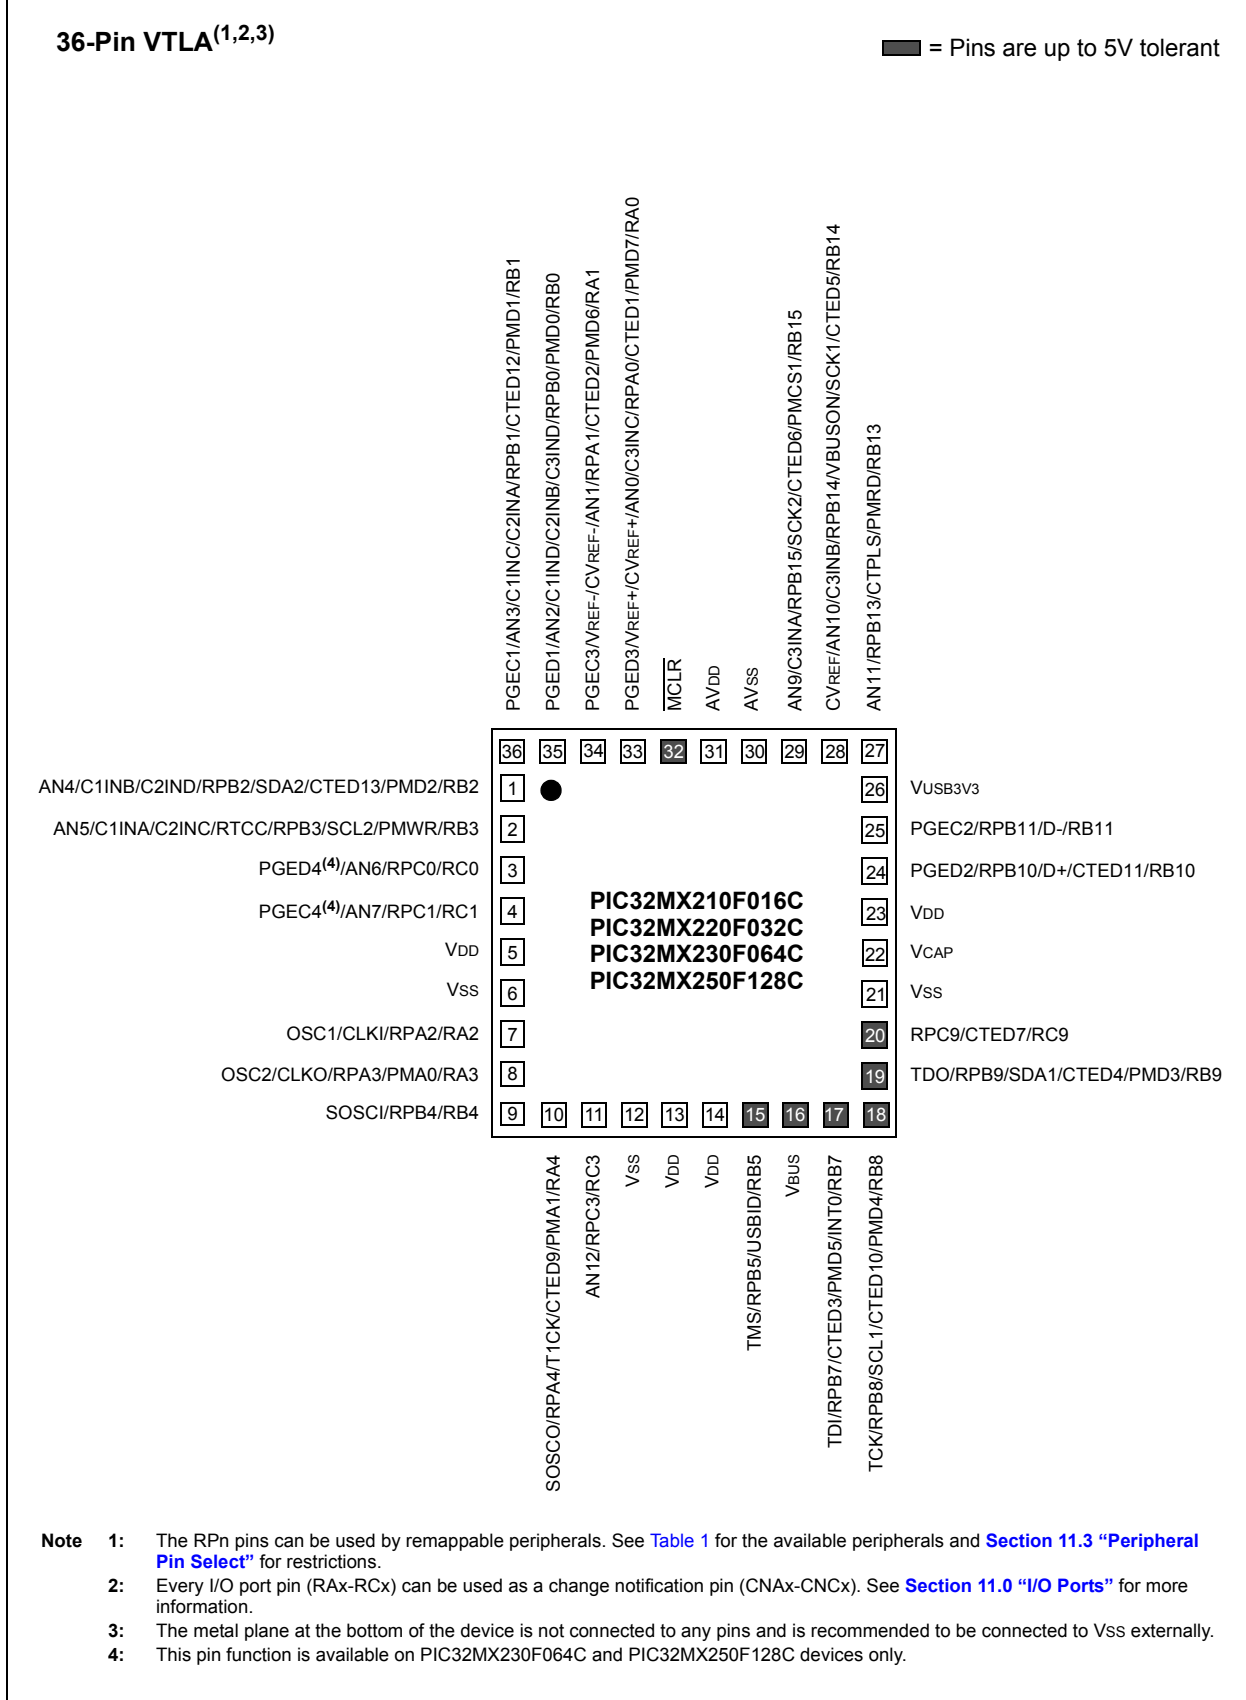 36-Pin VTLA(1,2,3)
= Pins are up to 5V tolerant
PGEC1/AN3/C1INC/C2INA/RPB1/CTED12/PMD1/RB1
PGED1/AN2/C1IND/C2INB/C3IND/RPB0/PMD0/RB0
PGEC3/VREF-/CVREF-/AN1/RPA1/CTED2/PMD6/RA1
PGED3/VREF+/CVREF+/AN0/C3INC/RPA0/CTED1/PMD7/RA0
MCLR
AVDD
AVSS
AN9/C3INA/RPB15/SCK2/CTED6/PMCS1/RB15
CVREF/AN10/C3INB/RPB14/VBUSON/SCK1/CTED5/RB14
AN11/RPB13/CTPLS/PMRD/RB13
36 35 34 33 32 31 30 29 28 27
AN4/C1INB/C2IND/RPB2/SDA2/CTED13/PMD2/RB2 1 26 VUSB3V3
AN5/C1INA/C2INC/RTCC/RPB3/SCL2/PMWR/RB3 2 25 PGEC2/RPB11/D-/RB11
PGED4(4)/AN6/RPC0/RC0 3 24 PGED2/RPB10/D+/CTED11/RB10
PIC32MX210F016C
PGEC4(4)/AN7/RPC1/RC1 4 23 VDD
PIC32MX220F032C
VDD 5 22 VCAP
PIC32MX230F064C
PIC32MX250F128C
VSS 6 21 VSS
OSC1/CLKI/RPA2/RA2 7 20 RPC9/CTED7/RC9
OSC2/CLKO/RPA3/PMA0/RA3 8 19 TDO/RPB9/SDA1/CTED4/PMD3/RB9
SOSCI/RPB4/RB4 9 10 11 12 13 14 15 16 17 18
SOSCO/RPA4/T1CK/CTED9/PMA1/RA4
AN12/RPC3/RC3
VSS
VDD
VDD
TMS/RPB5/USBID/RB5
VBUS
TDI/RPB7/CTED3/PMD5/INT0/RB7
TCK/RPB8/SCL1/CTED10/PMD4/RB8
Note 1: The RPn pins can be used by remappable peripherals. See Table 1 for the available peripherals and Section 11.3 “Peripheral
Pin Select” for restrictions.
2: Every I/O port pin (RAx-RCx) can be used as a change notification pin (CNAx-CNCx). See Section 11.0 “I/O Ports” for more
information.
3: The metal plane at the bottom of the device is not connected to any pins and is recommended to be connected to VSS externally.
4: This pin function is available on PIC32MX230F064C and PIC32MX250F128C devices only.